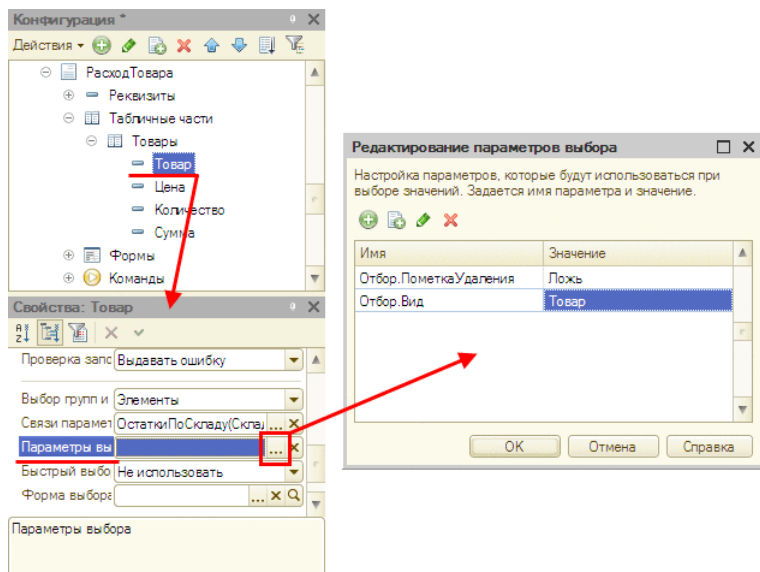 Конфигурация *
Действия
РасходТовара
Реквизиты
Табличные части
Товары
Товар
Цена
Количество
Сумма
Формы
Команды
Свойства: Товар
Проверка запс Выдавать ошибку
Выбор групп и Элементы
Связи парамет ОстаткиПоСкладу(Склад ...
Параметры вы ...
Быстрый выбо Не использовать
Форма выбора ...
Параметры выбора
Редактирование параметров выбора
Настройка параметров, которые будут использоваться при
выборе значений. Задается имя параметра и значение.
Имя Значение
Отбор.ПометкаУдаления Ложь
Отбор.Вид Товар
OK Отмена Справка